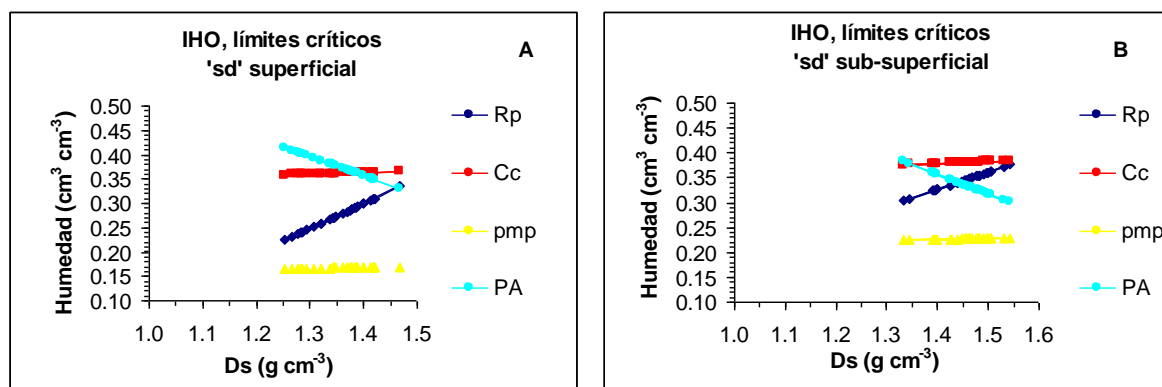 IHO, límites críticos
'sd' superficial
A
Humedad (cm³ cm⁻³)
0.50
0.45
0.40
0.35
0.30
0.25
0.20
0.15
0.10
1.0
1.1
1.2
1.3
1.4
1.5
Ds (g cm⁻³)
Rp
Cc
pmp
PA
IHO, límites críticos
'sd' sub-superficial
B
Humedad (cm³ cm⁻³)
0.50
0.45
0.40
0.35
0.30
0.25
0.20
0.15
0.10
1.0
1.1
1.2
1.3
1.4
1.5
1.6
Ds (g cm⁻³)
Rp
Cc
pmp
PA